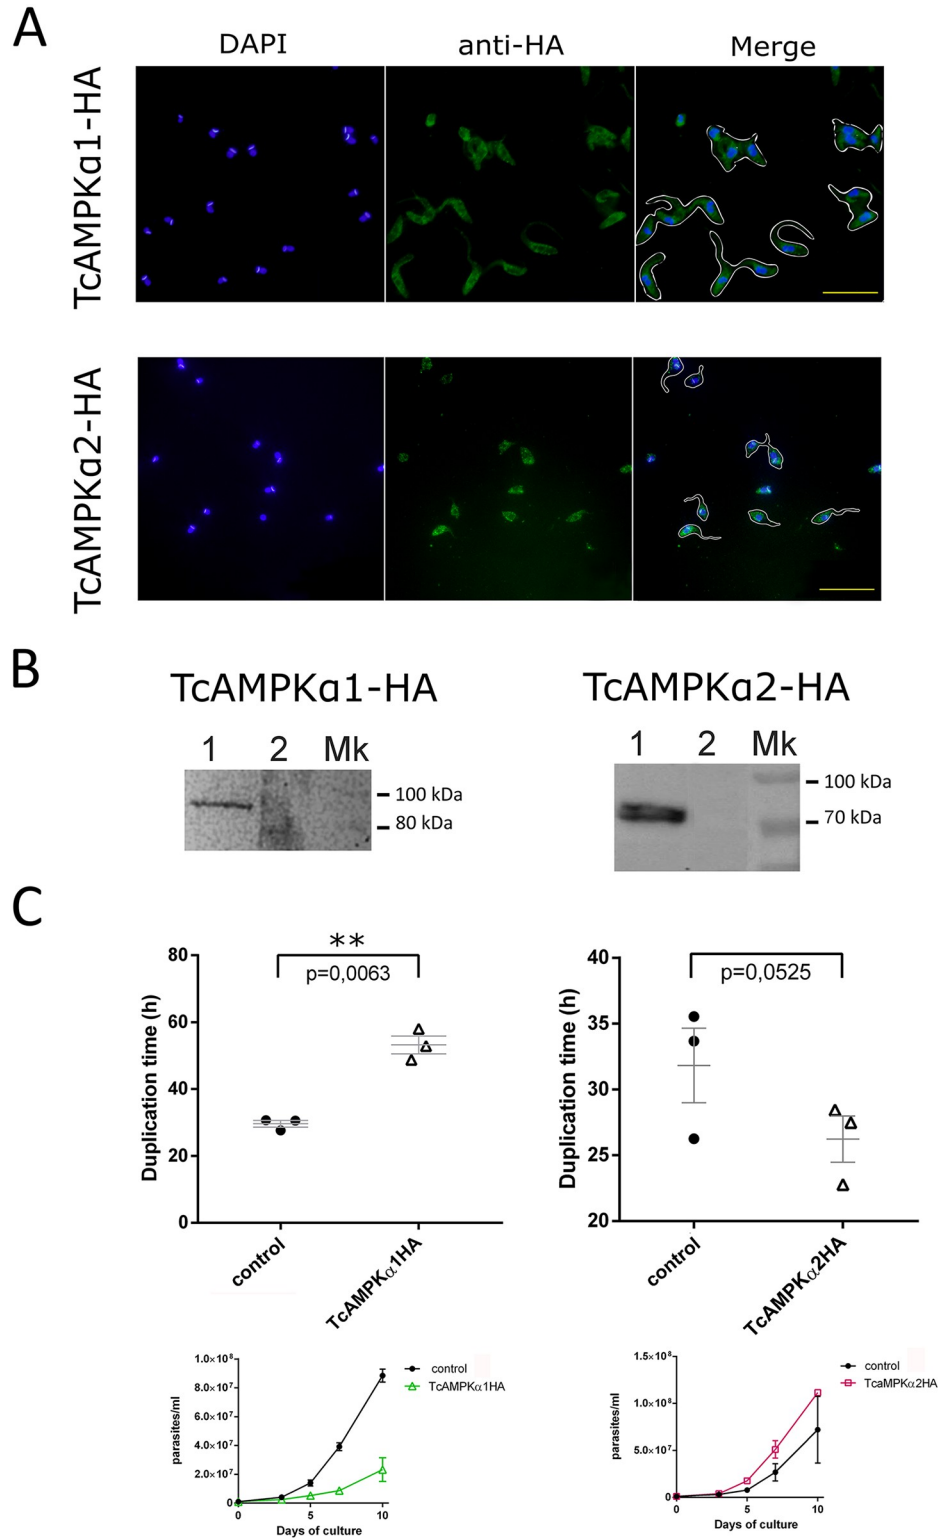 A
DAPI anti-HA Merge
TcAMPKα1-HA
TcAMPKα2-HA
B
TcAMPKα1-HA TcAMPKα2-HA
1 2 Mk 1 2 Mk
100 kDa
80 kDa
100 kDa
70 kDa
C
**
p=0,0063
80
60
40
20
0
Duplication time (h)
control
TcAMPKα1HA
p=0,0525
40
35
30
25
20
Duplication time (h)
control
TcAMPKα2HA
1.0×10⁸
8.0×10⁷
6.0×10⁷
4.0×10⁷
2.0×10⁷
0
parasites/ml
0 5 10
Days of culture
control
TcAMPKα1HA
1.5×10⁸
1.0×10⁸
5.0×10⁷
0
parasites/ml
0 5 10
Days of culture
control
TcaMPKα2HA